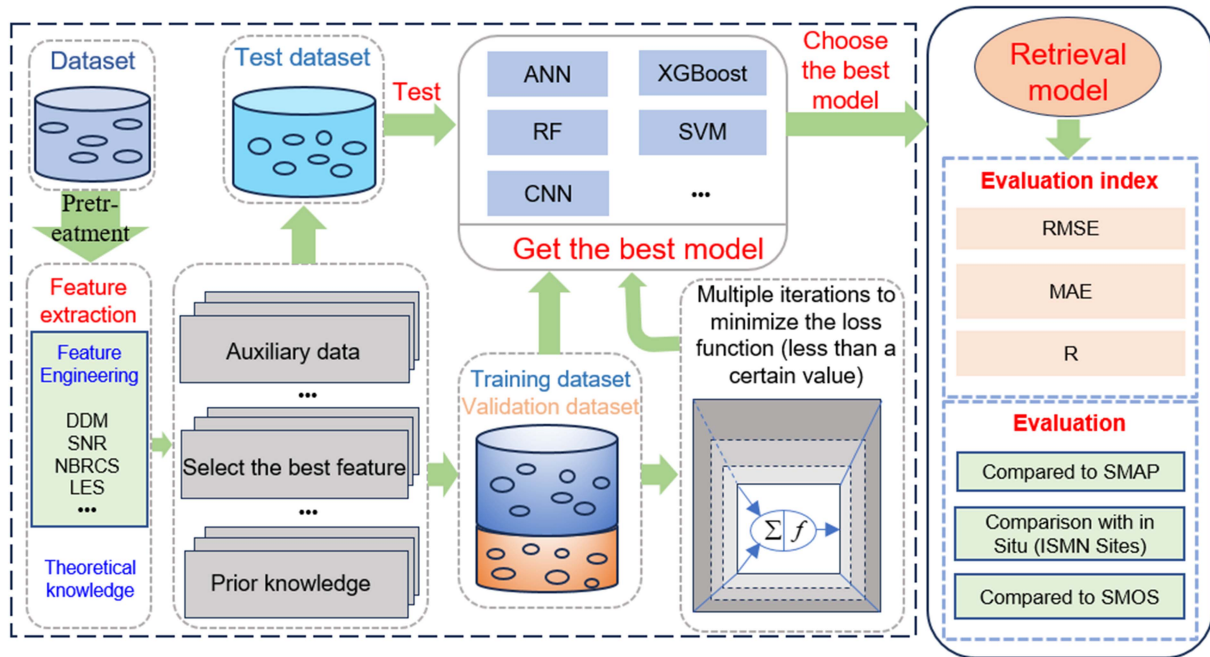 Dataset
Pretr-
eatment
Feature
extraction
Feature
Engineering
DDM
SNR
NBRCS
LES
•••
Theoretical
knowledge
Test dataset
Test
Auxiliary data
•••
Select the best feature
•••
Prior knowledge
ANN
XGBoost
RF
SVM
CNN
•••
Get the best model
Training dataset
Validation dataset
Multiple iterations to
minimize the loss
function (less than a
certain value)
Σ f
Choose
the best
model
Retrieval
model
Evaluation index
RMSE
MAE
R
Evaluation
Compared to SMAP
Comparison with in
Situ (ISMN Sites)
Compared to SMOS